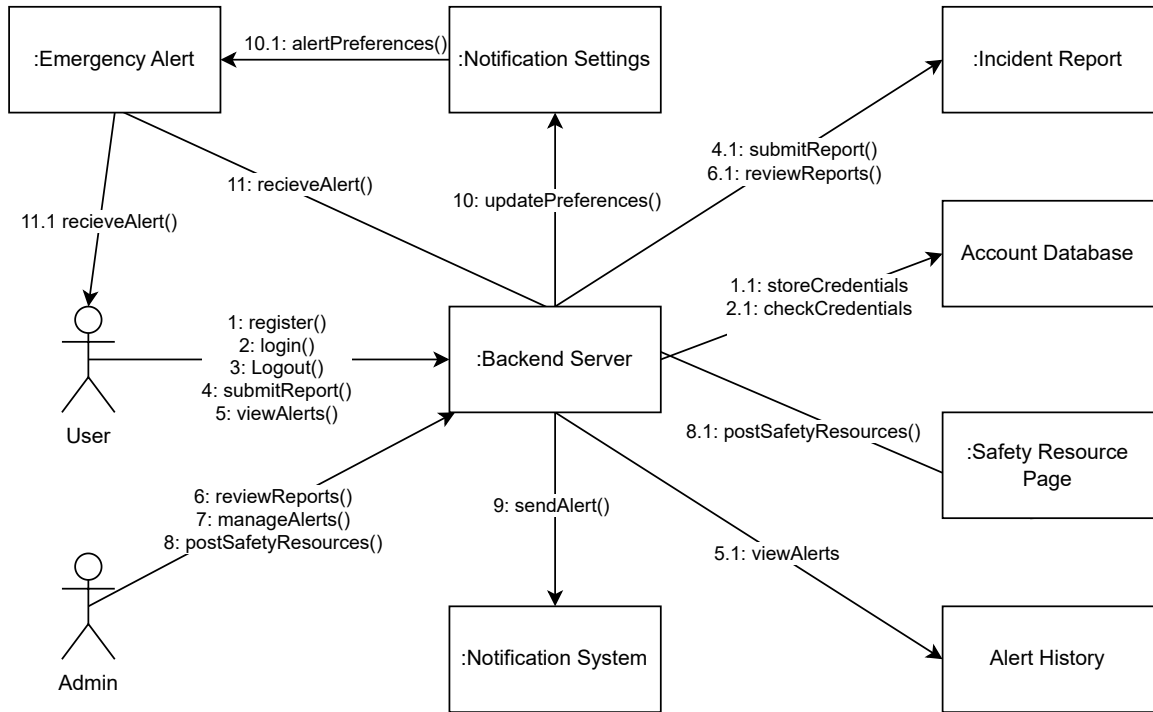 10.1: alertPreferences()
:Emergency Alert
:Notification Settings
:Incident Report
4.1: submitReport()
6.1: reviewReports()
11: recieveAlert()
10: updatePreferences()
11.1 recieveAlert()
Account Database
1.1: storeCredentials
2.1: checkCredentials
1: register()
2: login()
3: Logout()
4: submitReport()
5: viewAlerts()
:Backend Server
User
8.1: postSafetyResources()
:Safety Resource
Page
6: reviewReports()
7: manageAlerts()
8: postSafetyResources()
9: sendAlert()
5.1: viewAlerts
:Notification System
Alert History
Admin